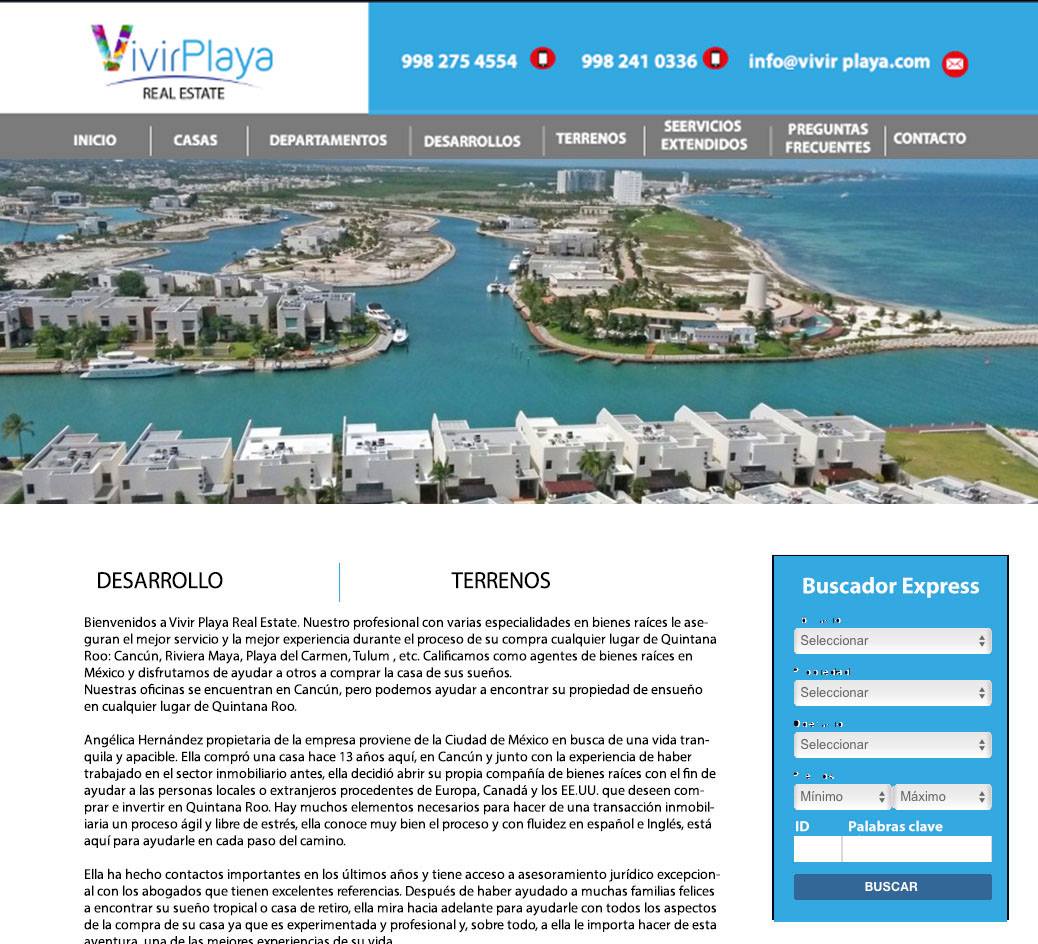 VivirPlaya
REAL ESTATE
998 275 4554 998 241 0336 info@vivir playa.com
INICIO CASAS DEPARTAMENTOS DESARROLLOS TERRENOS SEERVICIOS EXTENDIDOS PREGUNTAS FRECUENTES CONTACTO
DESARROLLO TERRENOS
Bienvenidos a Vivir Playa Real Estate. Nuestro profesional con varias especialidades en bienes raíces le ase-
guran el mejor servicio y la mejor experiencia durante el proceso de su compra cualquier lugar de Quintana
Roo: Cancún, Riviera Maya, Playa del Carmen, Tulum , etc. Calificamos como agentes de bienes raíces en
México y disfrutamos de ayudar a otros a comprar la casa de sus sueños.
Nuestras oficinas se encuentran en Cancún, pero podemos ayudar a encontrar su propiedad de ensueño
en cualquier lugar de Quintana Roo.
Angélica Hernández propietaria de la empresa proviene de la Ciudad de México en busca de una vida tran-
quila y apacible. Ella compró una casa hace 13 años aquí, en Cancún y junto con la experiencia de haber
trabajado en el sector inmobiliario antes, ella decidió abrir su propia compañía de bienes raíces con el fin de
ayudar a las personas locales o extranjeros procedentes de Europa, Canadá y los EE.UU. que deseen com-
prar e invertir en Quintana Roo. Hay muchos elementos necesarios para hacer de una transacción inmobil-
iaria un proceso ágil y libre de estrés, ella conoce muy bien el proceso y con fluidez en español e Inglés, está
aquí para ayudarle en cada paso del camino.
Ella ha hecho contactos importantes en los últimos años y tiene acceso a asesoramiento jurídico excepcion-
al con los abogados que tienen excelentes referencias. Después de haber ayudado a muchas familias felices
a encontrar su sueño tropical o casa de retiro, ella mira hacia adelante para ayudarle con todos los aspectos
de la compra de su casa ya que es experimentada y profesional y, sobre todo, a ella le importa hacer de esta
aventura, una de las mejores experiencias de su vida.
Buscador Express
Seleccionar
Seleccionar
Seleccionar
Mínimo Máximo
ID Palabras clave
BUSCAR